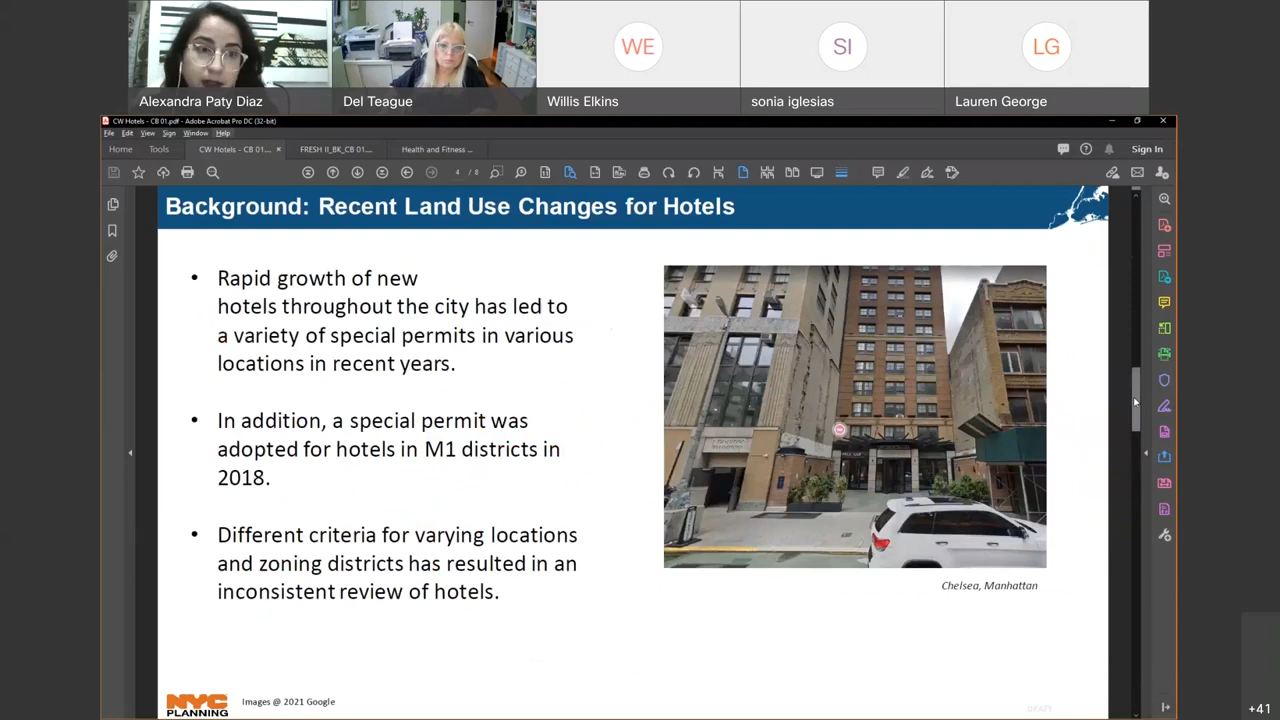 WE
SI
LG
Alexandra Paty Diaz
Del Teague
Willis Elkins
sonia iglesias
Lauren George
CW Hotels - CB 01.pdf - Adobe Acrobat Pro DC (32-bit)
File Edit View Sign Window Help
Home Tools CW Hotels - CB 01.... × FRESH II_BK_CB 01.... Health and Fitness ... Sign In
4 / 8
Background: Recent Land Use Changes for Hotels
• Rapid growth of new
hotels throughout the city has led to
a variety of special permits in various
locations in recent years.
• In addition, a special permit was
adopted for hotels in M1 districts in
2018.
• Different criteria for varying locations
and zoning districts has resulted in an
inconsistent review of hotels.
Chelsea, Manhattan
NYC
PLANNING
Images @ 2021 Google
DRAFT
+41